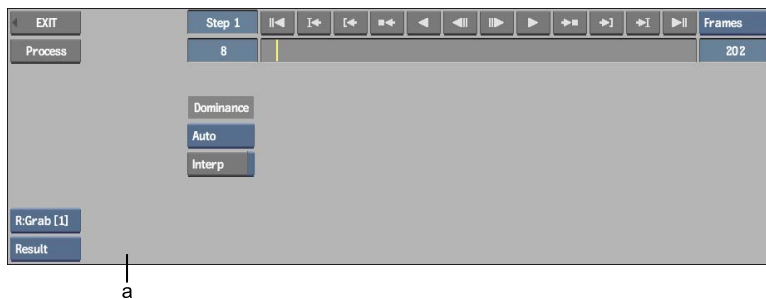 EXIT
Step 1
Frames
Process
8
202
Dominance
Auto
Interp
R:Grab [1]
Result
a